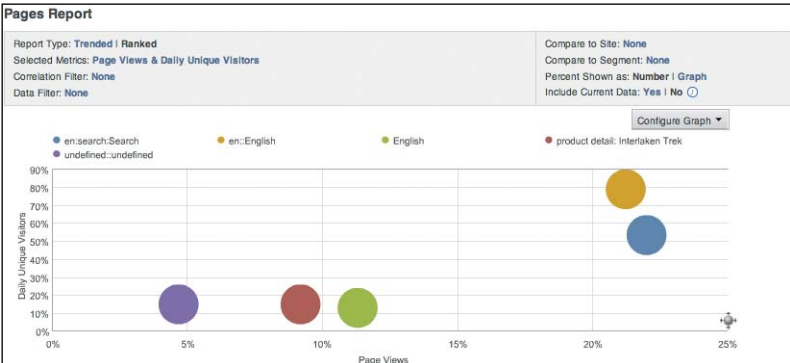 Pages Report
Report Type: Trended | Ranked
Selected Metrics: Page Views & Daily Unique Visitors
Correlation Filter: None
Data Filter: None
Compare to Site: None
Compare to Segment: None
Percent Shown as: Number | Graph
Include Current Data: Yes | No i
Configure Graph
en:search:Search
en::English
English
product detail: Interlaken Trek
undefined::undefined
90%
80%
70%
60%
50%
40%
30%
20%
10%
0%
Daily Unique Visitors
0% 5% 10% 15% 20% 25%
Page Views